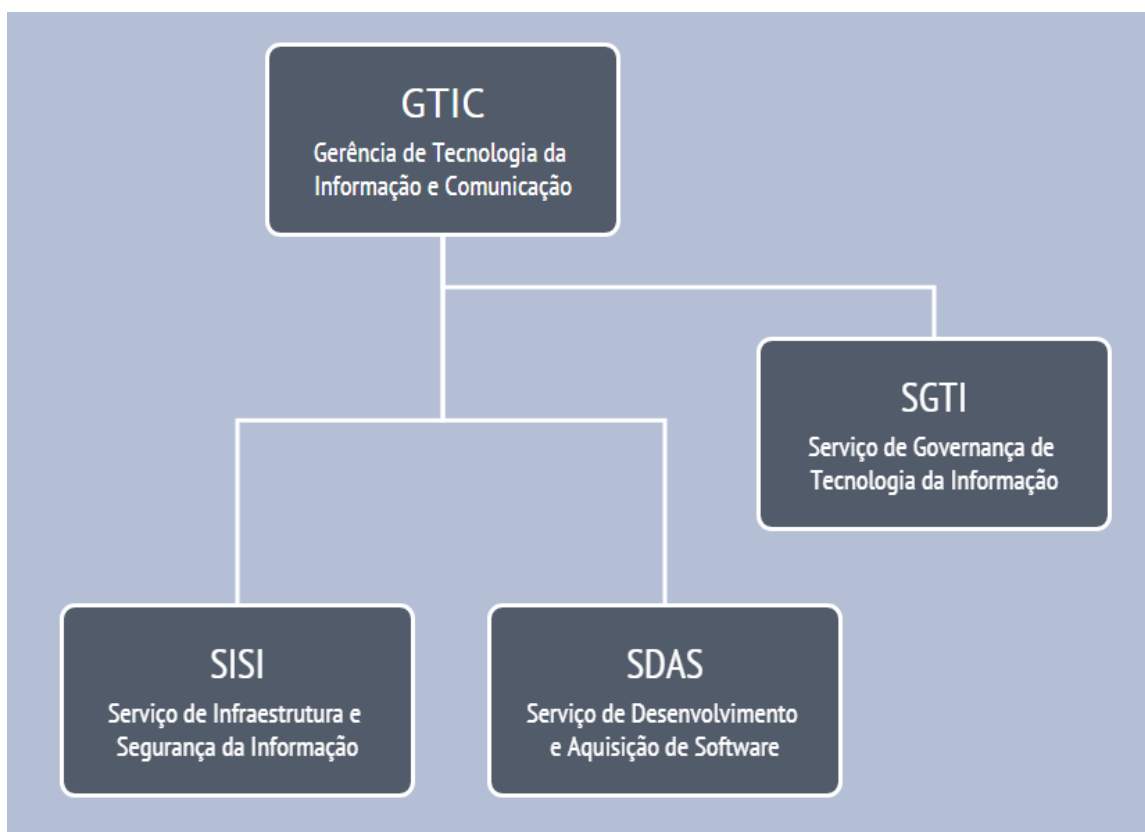 GTIC
Gerência de Tecnologia da
Informação e Comunicação
SGTI
Serviço de Governança de
Tecnologia da Informação
SISI
Serviço de Infraestrutura e
Segurança da Informação
SDAS
Serviço de Desenvolvimento
e Aquisição de Software